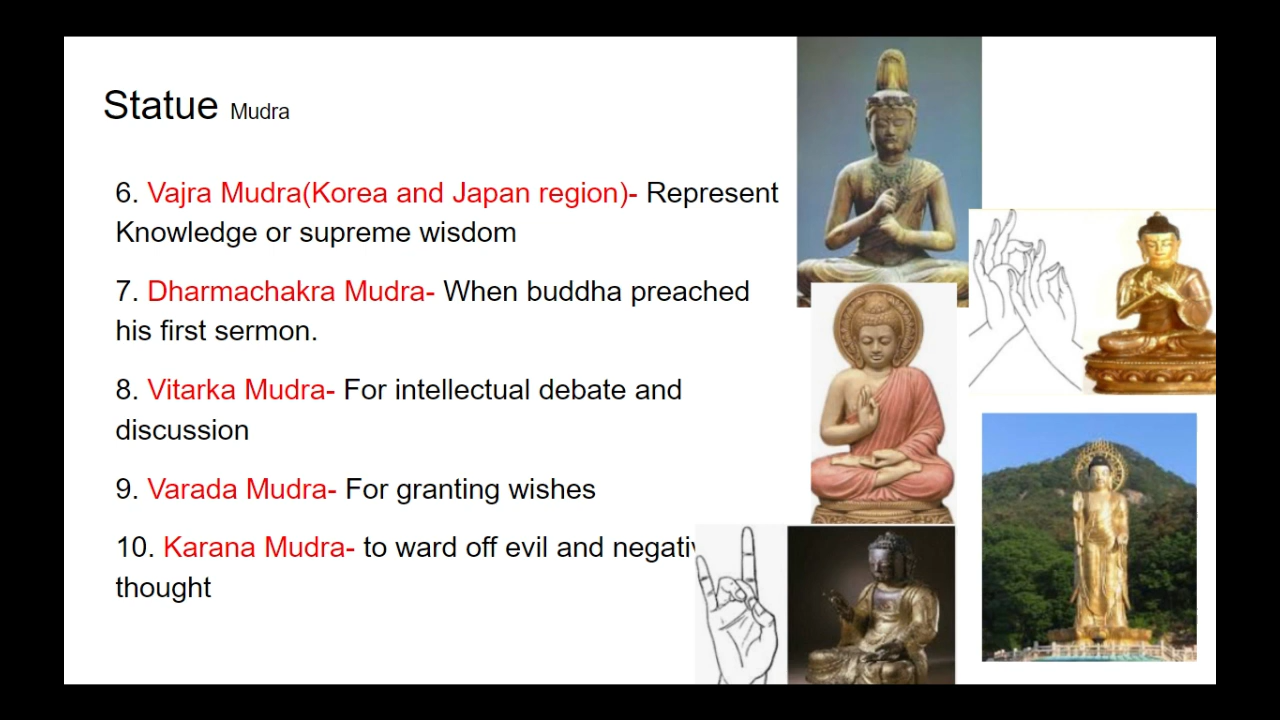 Statue Mudra
6. Vajra Mudra(Korea and Japan region)- Represent
Knowledge or supreme wisdom
7. Dharmachakra Mudra- When buddha preached
his first sermon.
8. Vitarka Mudra- For intellectual debate and
discussion
9. Varada Mudra- For granting wishes
10. Karana Mudra- to ward off evil and negativ
thought